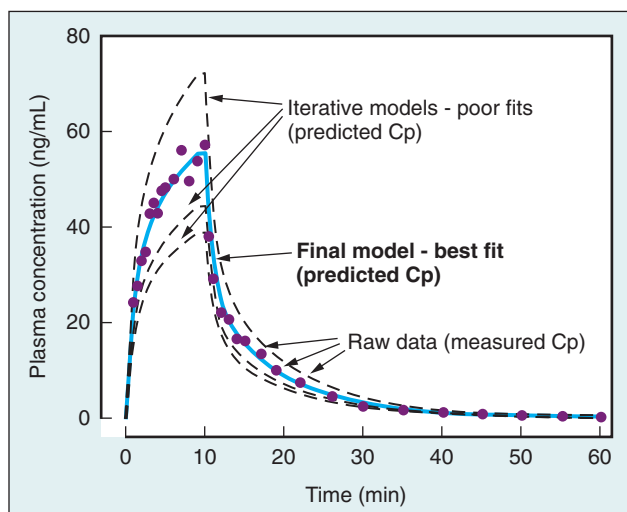 80
60
40
20
0
Plasma concentration (ng/mL)
Iterative models - poor fits
(predicted Cp)
Final model - best fit
(predicted Cp)
Raw data (measured Cp)
0 10 20 30 40 50 60
Time (min)